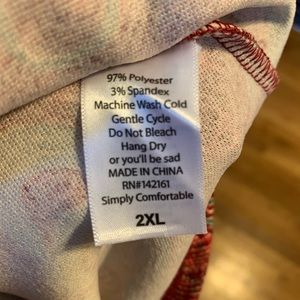 97% Polyester
3% Spandex
Machine Wash Cold
Gentle Cycle
Do Not Bleach
Hang Dry
or you'll be sad
MADE IN CHINA
RN#142161
Simply Comfortable
2XL